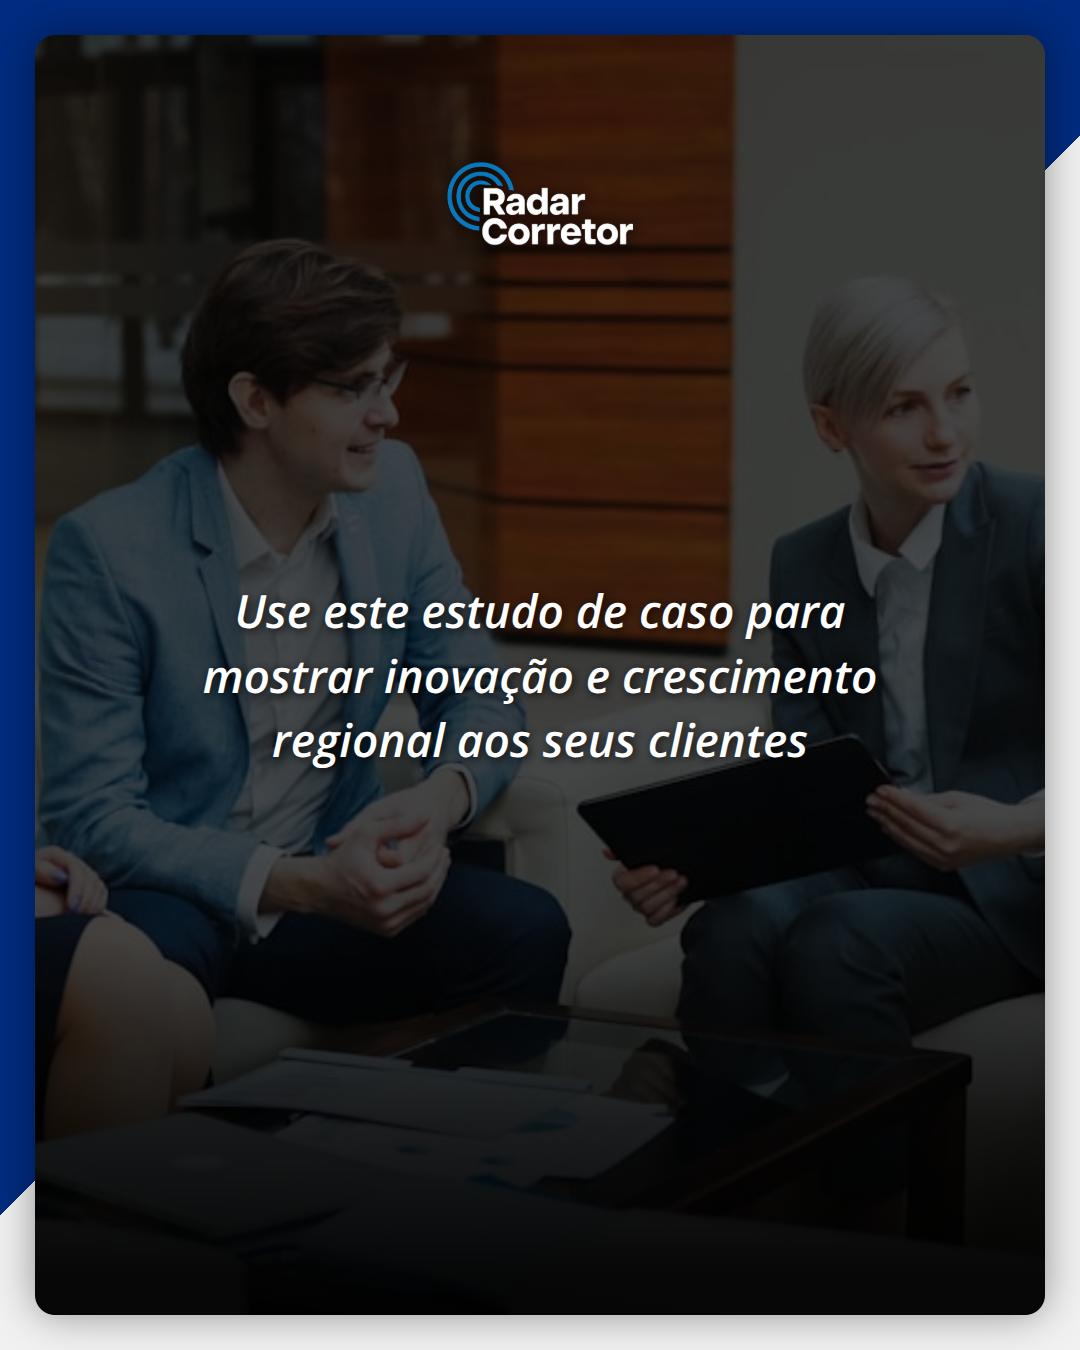 Radar
Corretor
Use este estudo de caso para
mostrar inovação e crescimento
regional aos seus clientes